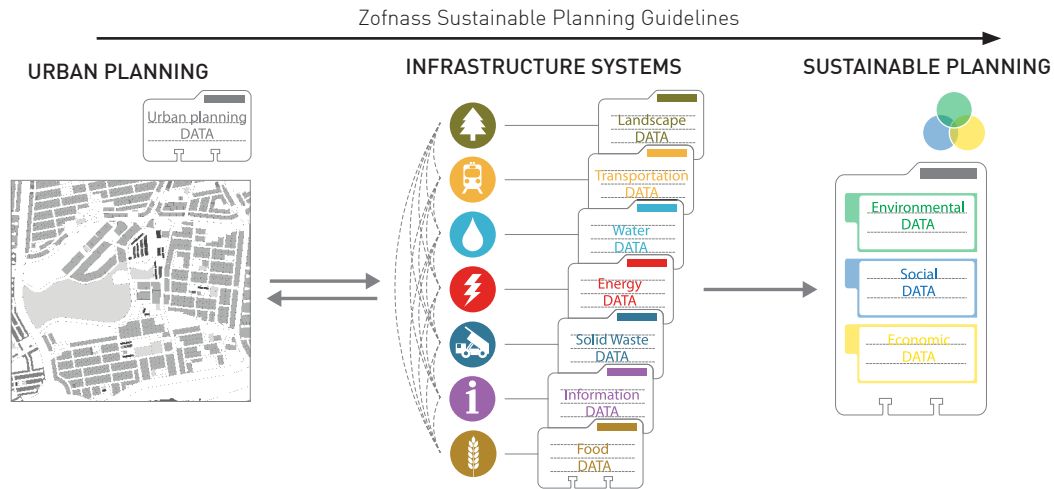 Zofnass Sustainable Planning Guidelines
URBAN PLANNING
INFRASTRUCTURE SYSTEMS
SUSTAINABLE PLANNING
Urban planning
DATA
Landscape
DATA
Transportation
DATA
Water
DATA
Energy
DATA
Solid Waste
DATA
Information
DATA
Food
DATA
Environmental
DATA
Social
DATA
Economic
DATA